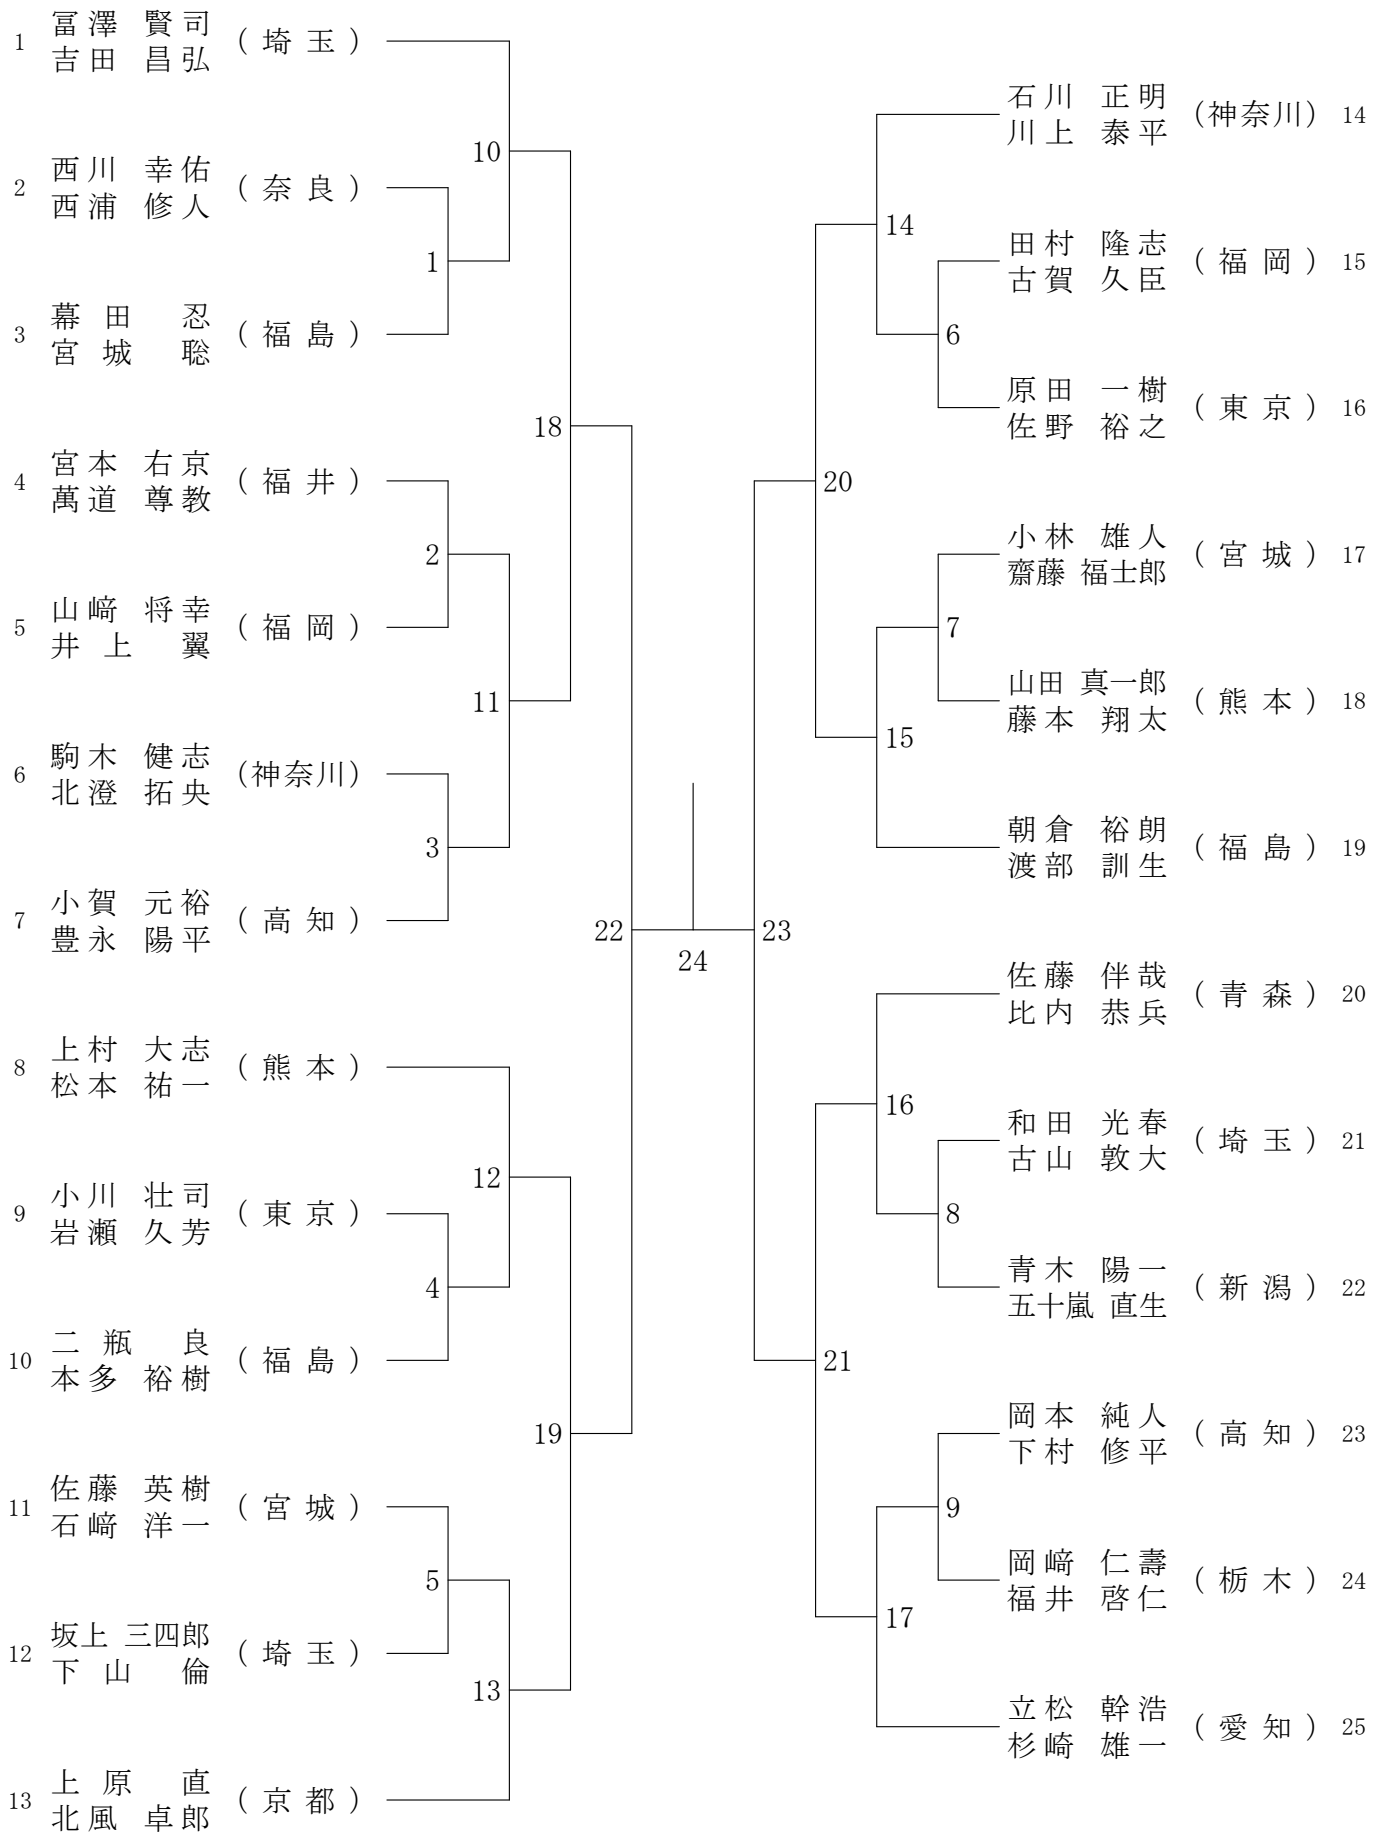 1 冨澤 賢司 (埼玉)
吉田 昌弘
2 西川 幸佑 (奈良)
西浦 修人
3 幕田 忍 (福島)
宮城 聡
4 宮本 右京 (福井)
萬道 尊教
5 山﨑 将幸 (福岡)
井上 翼
6 駒木 健志 (神奈川)
北澄 拓央
7 小賀 元裕 (高知)
豊永 陽平
8 上村 大志 (熊本)
松本 祐一
9 小川 壮司 (東京)
岩瀬 久芳
10 二瓶 良 (福島)
本多 裕樹
11 佐藤 英樹 (宮城)
石﨑 洋一
12 坂上 三四郎 (埼玉)
下山 倫
13 上原 直 (京都)
北風 卓郎
10
1
18
2
11
3
22
12
4
19
5
13
24
23
14
6
20
7
15
16
8
21
9
17
石川 正明 (神奈川) 14
川上 泰平
田村 隆志 (福岡) 15
古賀 久臣
原田 一樹 (東京) 16
佐野 裕之
小林 雄人 (宮城) 17
齋藤 福士郎
山田 真一郎 (熊本) 18
藤本 翔太
朝倉 裕朗 (福島) 19
渡部 訓生
佐藤 伴哉 (青森) 20
比内 恭兵
和田 光春 (埼玉) 21
古山 敦大
青木 陽一 (新潟) 22
五十嵐 直生
岡本 純人 (高知) 23
下村 修平
岡﨑 仁壽 (栃木) 24
福井 啓仁
立松 幹浩 (愛知) 25
杉崎 雄一